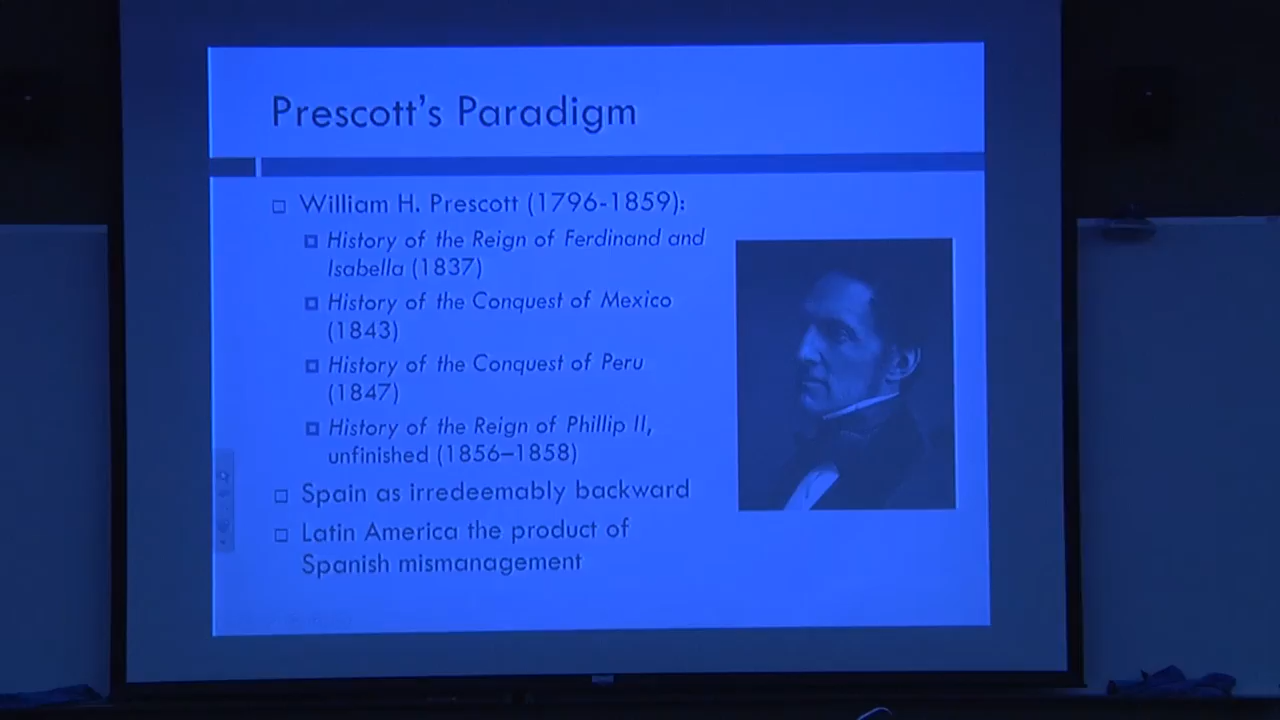 Prescott's Paradigm
William H. Prescott (1796-1859):
History of the Reign of Ferdinand and
Isabella (1837)
History of the Conquest of Mexico
(1843)
History of the Conquest of Peru
(1847)
History of the Reign of Phillip II,
unfinished (1856–1858)
Spain as irredeemably backward
Latin America the product of
Spanish mismanagement